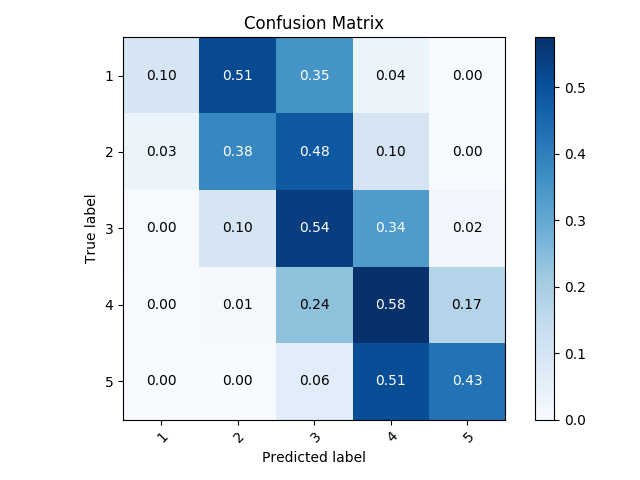 Confusion Matrix
True label
1 0.10 0.51 0.35 0.04 0.00
2 0.03 0.38 0.48 0.10 0.00
3 0.00 0.10 0.54 0.34 0.02
4 0.00 0.01 0.24 0.58 0.17
5 0.00 0.00 0.06 0.51 0.43
1 2 3 4 5
Predicted label
0.5
0.4
0.3
0.2
0.1
0.0